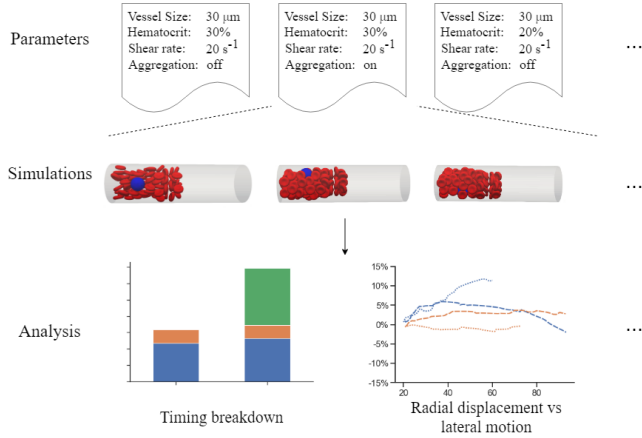 Parameters
Vessel Size: 30 μm
Hematocrit: 30%
Shear rate: 20 s⁻¹
Aggregation: off
Vessel Size: 30 μm
Hematocrit: 30%
Shear rate: 20 s⁻¹
Aggregation: on
Vessel Size: 30 μm
Hematocrit: 20%
Shear rate: 20 s⁻¹
Aggregation: off
...
Simulations
...
Analysis
15%
10%
5%
0%
-5%
-10%
-15%
20
40
60
80
...
Timing breakdown
Radial displacement vs
lateral motion